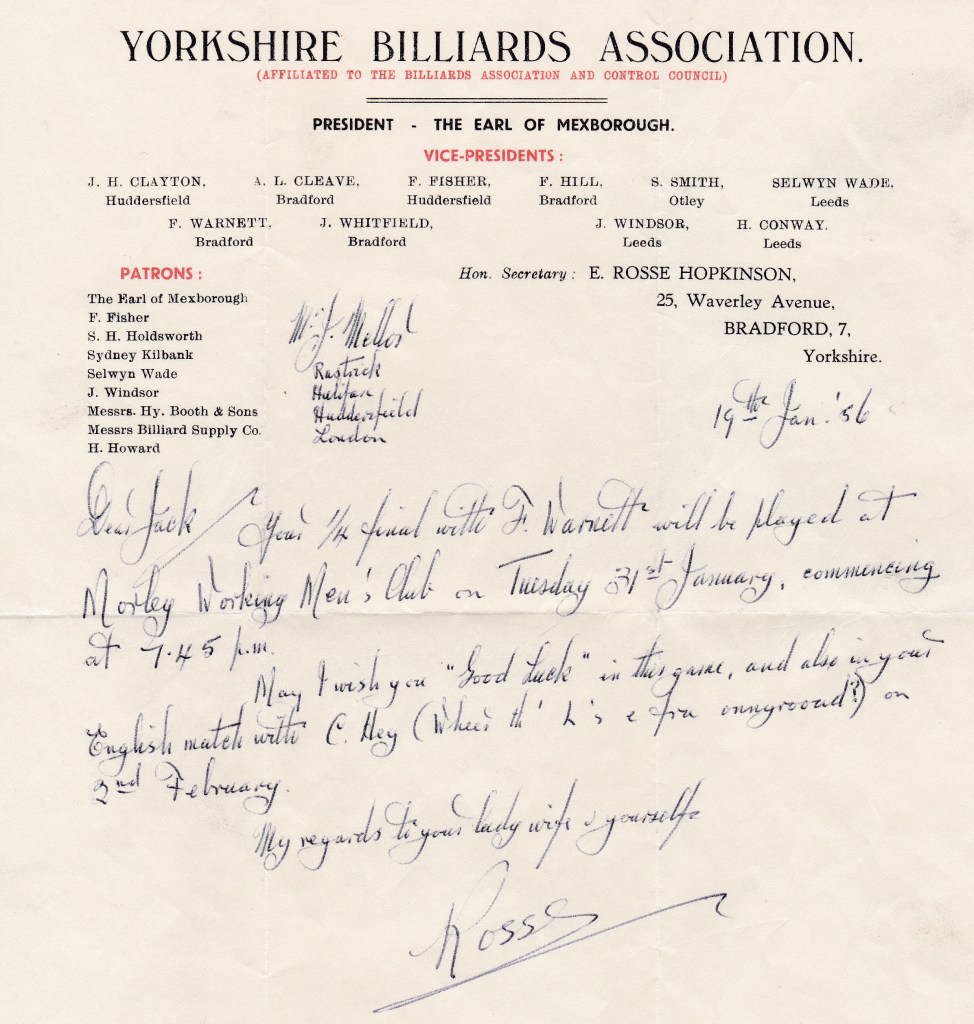 YORKSHIRE BILLIARDS ASSOCIATION.
(AFFILIATED TO THE BILLIARDS ASSOCIATION AND CONTROL COUNCIL)
PRESIDENT - THE EARL OF MEXBOROUGH.
VICE-PRESIDENTS :
J. H. CLAYTON, A. L. CLEAVE, F. FISHER, F. HILL, S. SMITH, SELWYN WADE,
Huddersfield Bradford Huddersfield Bradford Otley Leeds
F. WARNETT, J. WHITFIELD, J. WINDSOR, H. CONWAY.
Bradford Bradford Leeds Leeds
PATRONS :
The Earl of Mexborough
F. Fisher
S. H. Holdsworth
Sydney Kilbank
Selwyn Wade
J. Windsor
Messrs. Hy. Booth & Sons
Messrs Billiard Supply Co.
H. Howard
Hon. Secretary : E. ROSSE HOPKINSON,
25, Waverley Avenue,
BRADFORD, 7,
Yorkshire.
Mr J. Mellor
Rastrick
Halifax
Huddersfield
London
19th Jan. '56
Dear Jack
Your 1/4 final with F. Warnett will be played at
Morley Working Men's Club on Tuesday 31st January, commencing
at 7.45 p.m.
May I wish you "Good Luck" in this game, and also in your
English match with C. Hey (Wheer th' 's e fra ?) on
2nd February.
My regards to your lady wife & yourself
Rosse